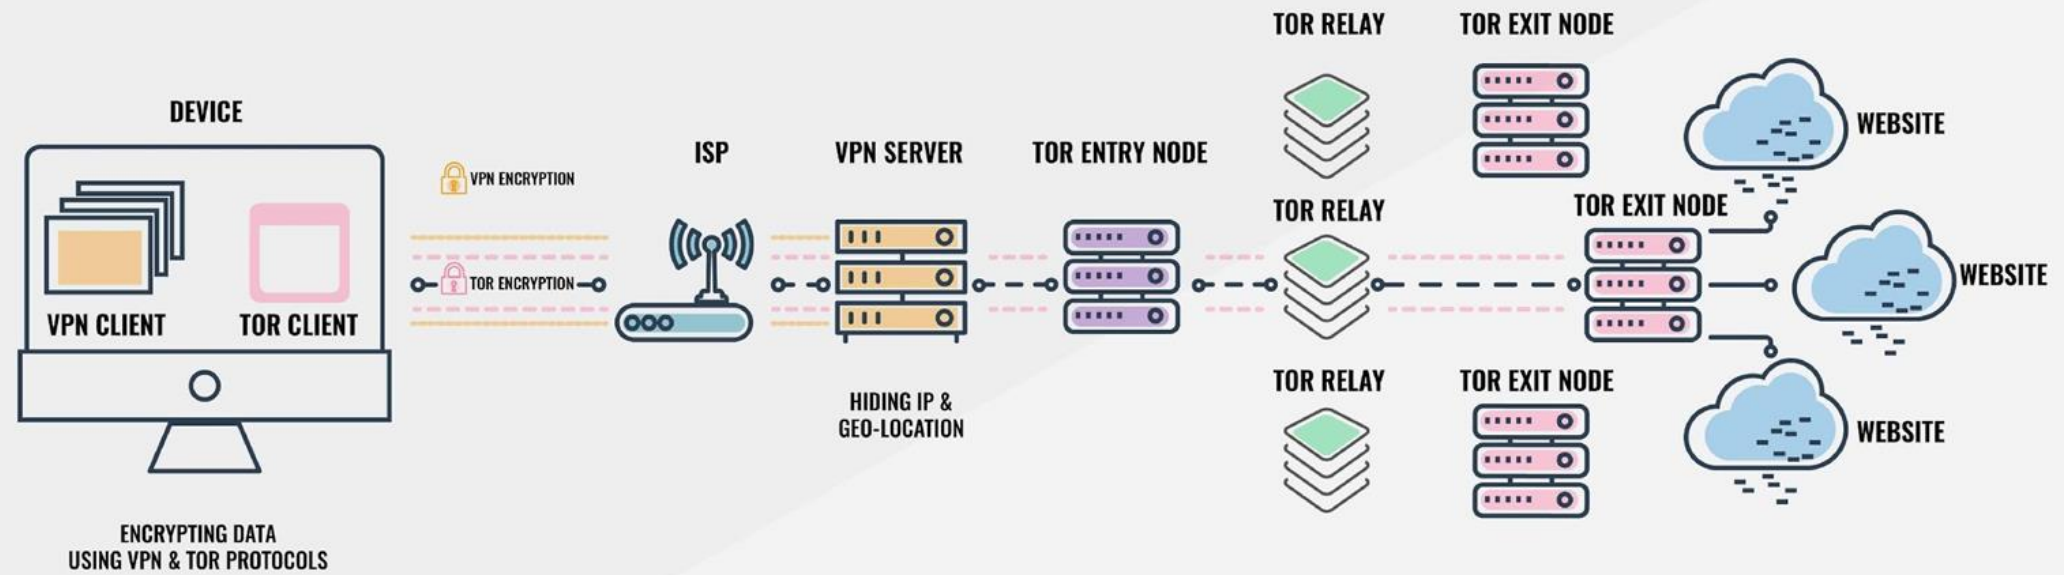 DEVICE
VPN CLIENT
TOR CLIENT
ENCRYPTING DATA
USING VPN & TOR PROTOCOLS
VPN ENCRYPTION
TOR ENCRYPTION
ISP
VPN SERVER
HIDING IP &
GEO-LOCATION
TOR ENTRY NODE
TOR RELAY
TOR EXIT NODE
WEBSITE
TOR RELAY
TOR EXIT NODE
WEBSITE
TOR RELAY
TOR EXIT NODE
WEBSITE